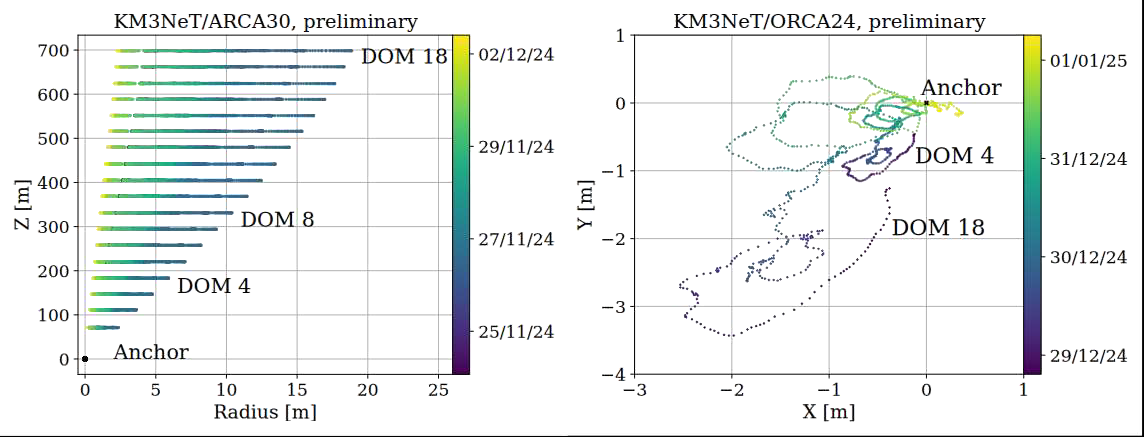 KM3NeT/ARCA30, preliminary
700
600
500
400
300
200
100
0
Z [m]
DOM 18
DOM 8
DOM 4
Anchor
0 5 10 15 20 25
Radius [m]
02/12/24
29/11/24
27/11/24
25/11/24
KM3NeT/ORCA24, preliminary
1
0
−1
−2
−3
−4
Y [m]
Anchor
DOM 4
DOM 18
−3 −2 −1 0 1
X [m]
01/01/25
31/12/24
30/12/24
29/12/24